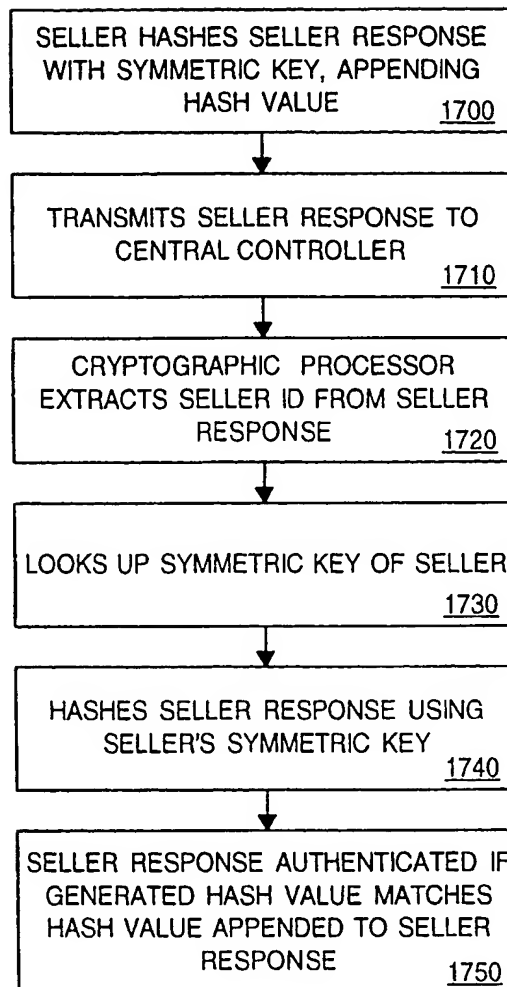 SELLER HASHES SELLER RESPONSE
WITH SYMMETRIC KEY, APPENDING
HASH VALUE
1700
TRANSMITS SELLER RESPONSE TO
CENTRAL CONTROLLER
1710
CRYPTOGRAPHIC PROCESSOR
EXTRACTS SELLER ID FROM SELLER
RESPONSE
1720
LOOKS UP SYMMETRIC KEY OF SELLER
1730
HASHES SELLER RESPONSE USING
SELLER'S SYMMETRIC KEY
1740
SELLER RESPONSE AUTHENTICATED IF
GENERATED HASH VALUE MATCHES
HASH VALUE APPENDED TO SELLER
RESPONSE
1750